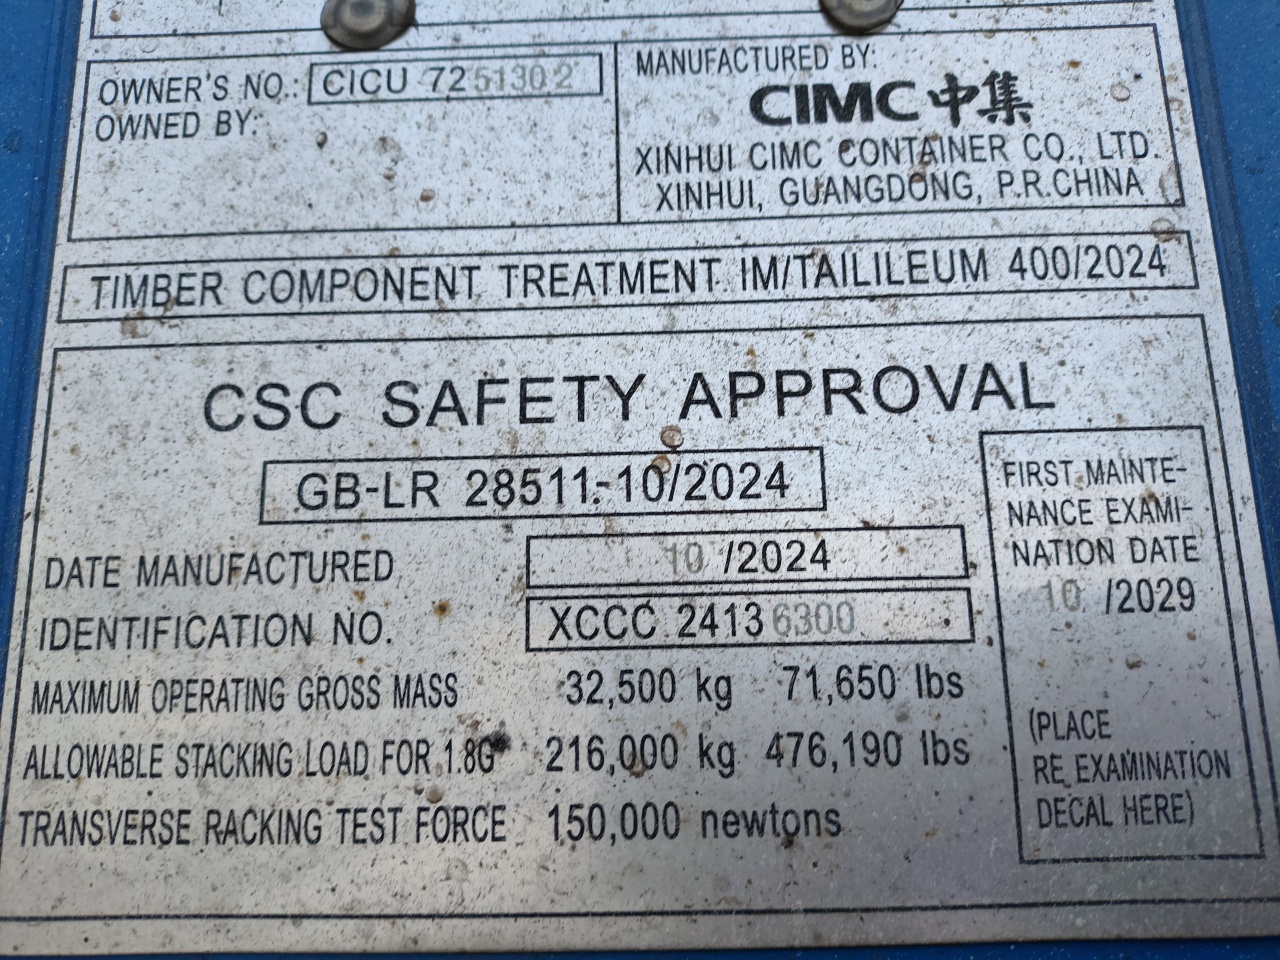 OWNER'S NO.: CICU 7251302
OWNED BY:
MANUFACTURED BY:
CIMC 中集
XINHUI CIMC CONTAINER CO., LTD.
XINHUI, GUANGDONG, P.R.CHINA
TIMBER COMPONENT TREATMENT IM/TAILILEUM 400/2024
CSC SAFETY APPROVAL
GB-LR 28511-10/2024
DATE MANUFACTURED 10 /2024
IDENTIFICATION NO. XCCC 24136300
MAXIMUM OPERATING GROSS MASS 32,500 kg 71,650 lbs
ALLOWABLE STACKING LOAD FOR 1.8G 216,000 kg 476,190 lbs
TRANSVERSE RACKING TEST FORCE 150,000 newtons
FIRST MAINTE-
NANCE EXAMI-
NATION DATE
10 /2029
(PLACE
RE EXAMINATION
DECAL HERE)